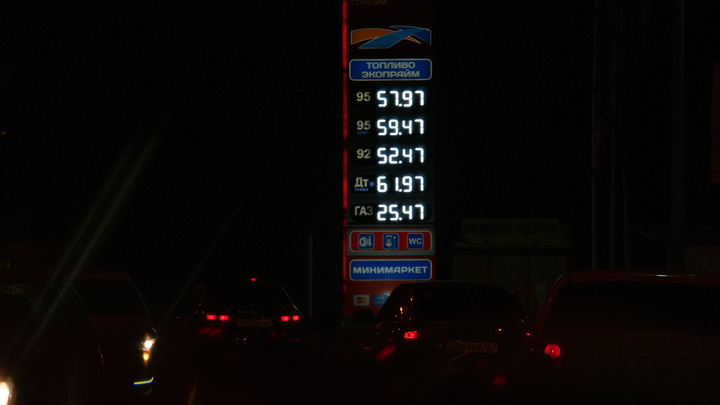 СТАНЦИИ
ТОПЛИВО
ЭКОПРАЙМ
95 57.97
95 59.47
92 52.47
ДТ 61.97
ГАЗ 25.47
WC
МИНИМАРКЕТ